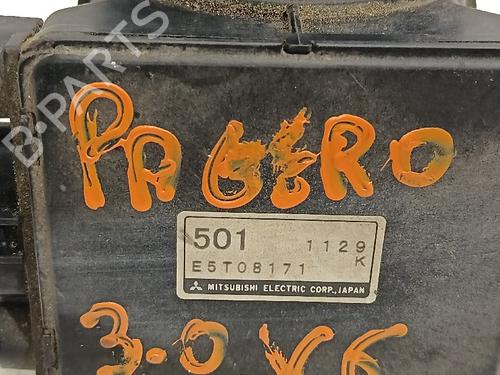 B-PARTS
PAGERO
501 1129
E5T08171 K
MITSUBISHI ELECTRIC CORP., JAPAN
3.0 V6